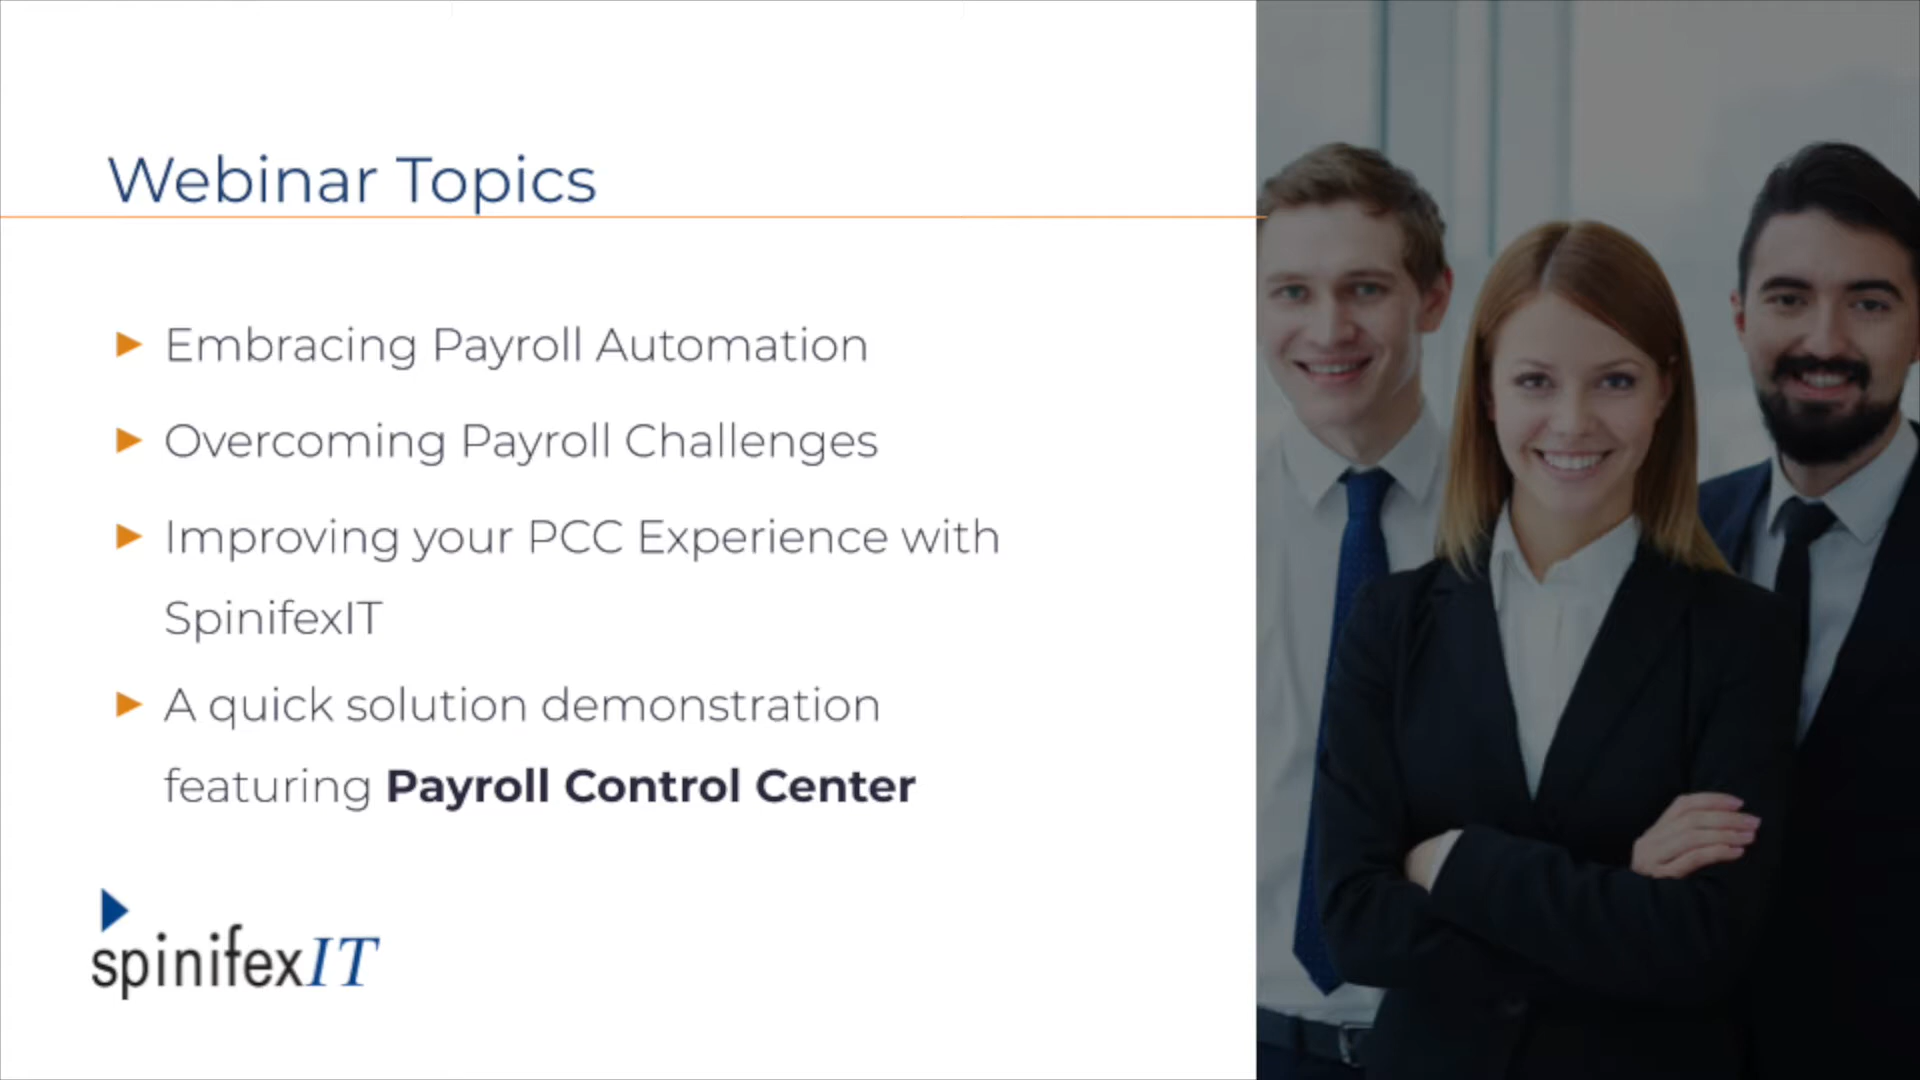 Webinar Topics
Embracing Payroll Automation
Overcoming Payroll Challenges
Improving your PCC Experience with
SpinifexIT
A quick solution demonstration
featuring Payroll Control Center
spinifexIT